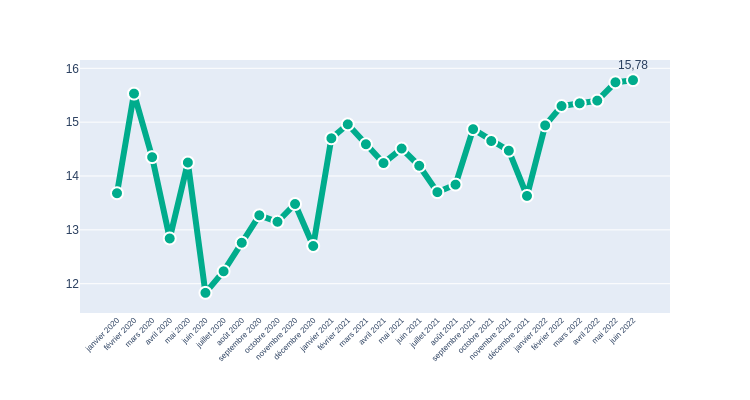 15,78
16
15
14
13
12
janvier 2020
février 2020
mars 2020
avril 2020
mai 2020
juin 2020
juillet 2020
août 2020
septembre 2020
octobre 2020
novembre 2020
décembre 2020
janvier 2021
février 2021
mars 2021
avril 2021
mai 2021
juin 2021
juillet 2021
août 2021
septembre 2021
octobre 2021
novembre 2021
décembre 2021
janvier 2022
février 2022
mars 2022
avril 2022
mai 2022
juin 2022